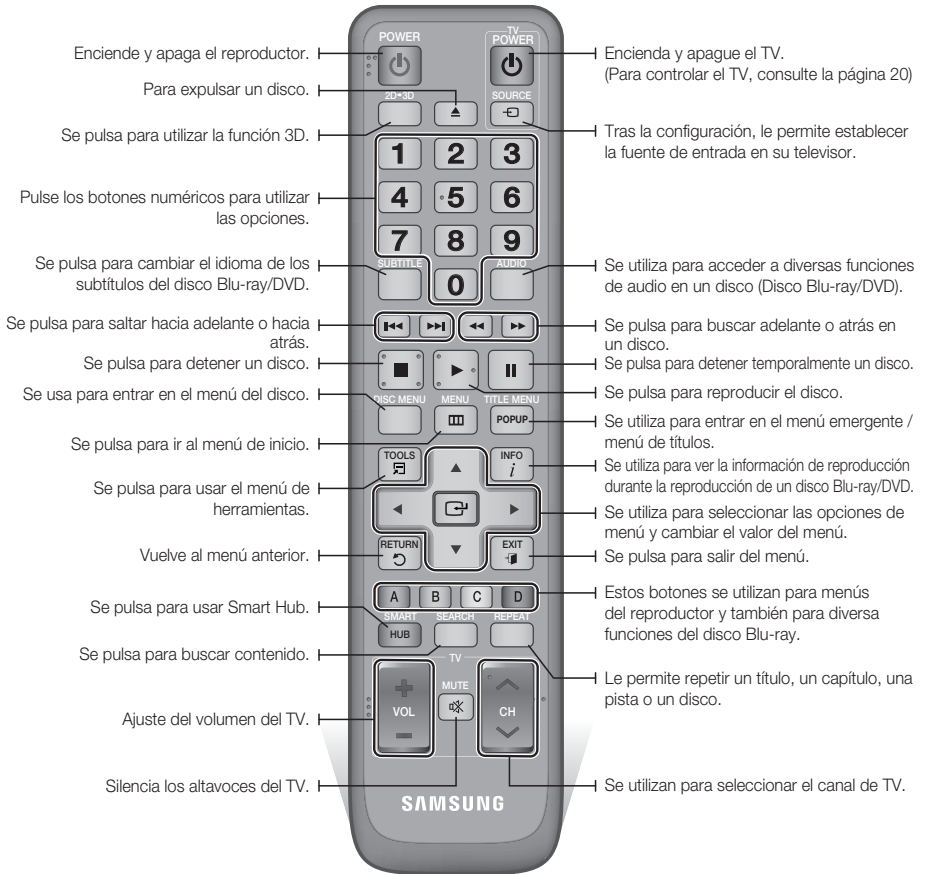 POWER
TV
POWER
Enciende y apaga el reproductor.
Encienda y apague el TV.
(Para controlar el TV, consulte la página 20)
Para expulsar un disco.
2D→3D
SOURCE
Se pulsa para utilizar la función 3D.
Tras la configuración, le permite establecer
la fuente de entrada en su televisor.
1 2 3
4 5 6
7 8 9
0
Pulse los botones numéricos para utilizar
las opciones.
SUBTITLE
AUDIO
Se pulsa para cambiar el idioma de los
subtítulos del disco Blu-ray/DVD.
Se utiliza para acceder a diversas funciones
de audio en un disco (Disco Blu-ray/DVD).
Se pulsa para saltar hacia adelante o hacia
atrás.
Se pulsa para buscar adelante o atrás en
un disco.
Se pulsa para detener un disco.
Se pulsa para detener temporalmente un disco.
Se pulsa para reproducir el disco.
Se usa para entrar en el menú del disco.
DISC MENU
MENU
TITLE MENU
POPUP
Se utiliza para entrar en el menú emergente /
menú de títulos.
Se pulsa para ir al menú de inicio.
TOOLS
INFO
i
Se utiliza para ver la información de reproducción
durante la reproducción de un disco Blu-ray/DVD.
Se pulsa para usar el menú de
herramientas.
Se utiliza para seleccionar las opciones de
menú y cambiar el valor del menú.
RETURN
EXIT
Vuelve al menú anterior.
Se pulsa para salir del menú.
A B C D
Estos botones se utilizan para menús
del reproductor y también para diversa
funciones del disco Blu-ray.
Se pulsa para usar Smart Hub.
SMART
HUB
SEARCH
REPEAT
Se pulsa para buscar contenido.
TV
Le permite repetir un título, un capítulo, una
pista o un disco.
VOL
MUTE
CH
Ajuste del volumen del TV.
Silencia los altavoces del TV.
Se utilizan para seleccionar el canal de TV.
SAMSUNG